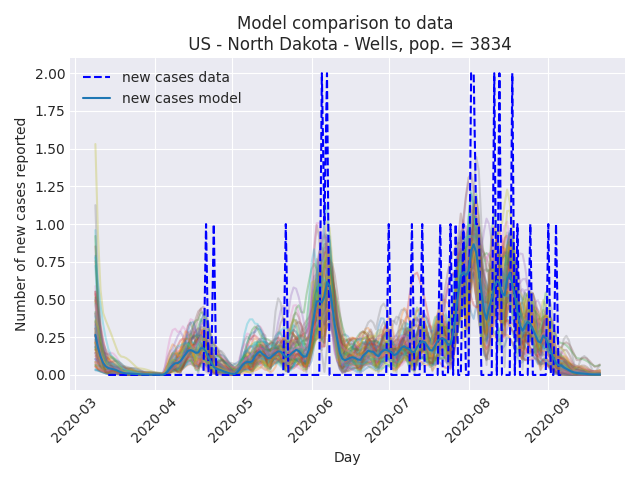 Model comparison to data
US - North Dakota - Wells, pop. = 3834
new cases data
new cases model
Number of new cases reported
2.00
1.75
1.50
1.25
1.00
0.75
0.50
0.25
0.00
2020-03
2020-04
2020-05
2020-06
2020-07
2020-08
2020-09
Day